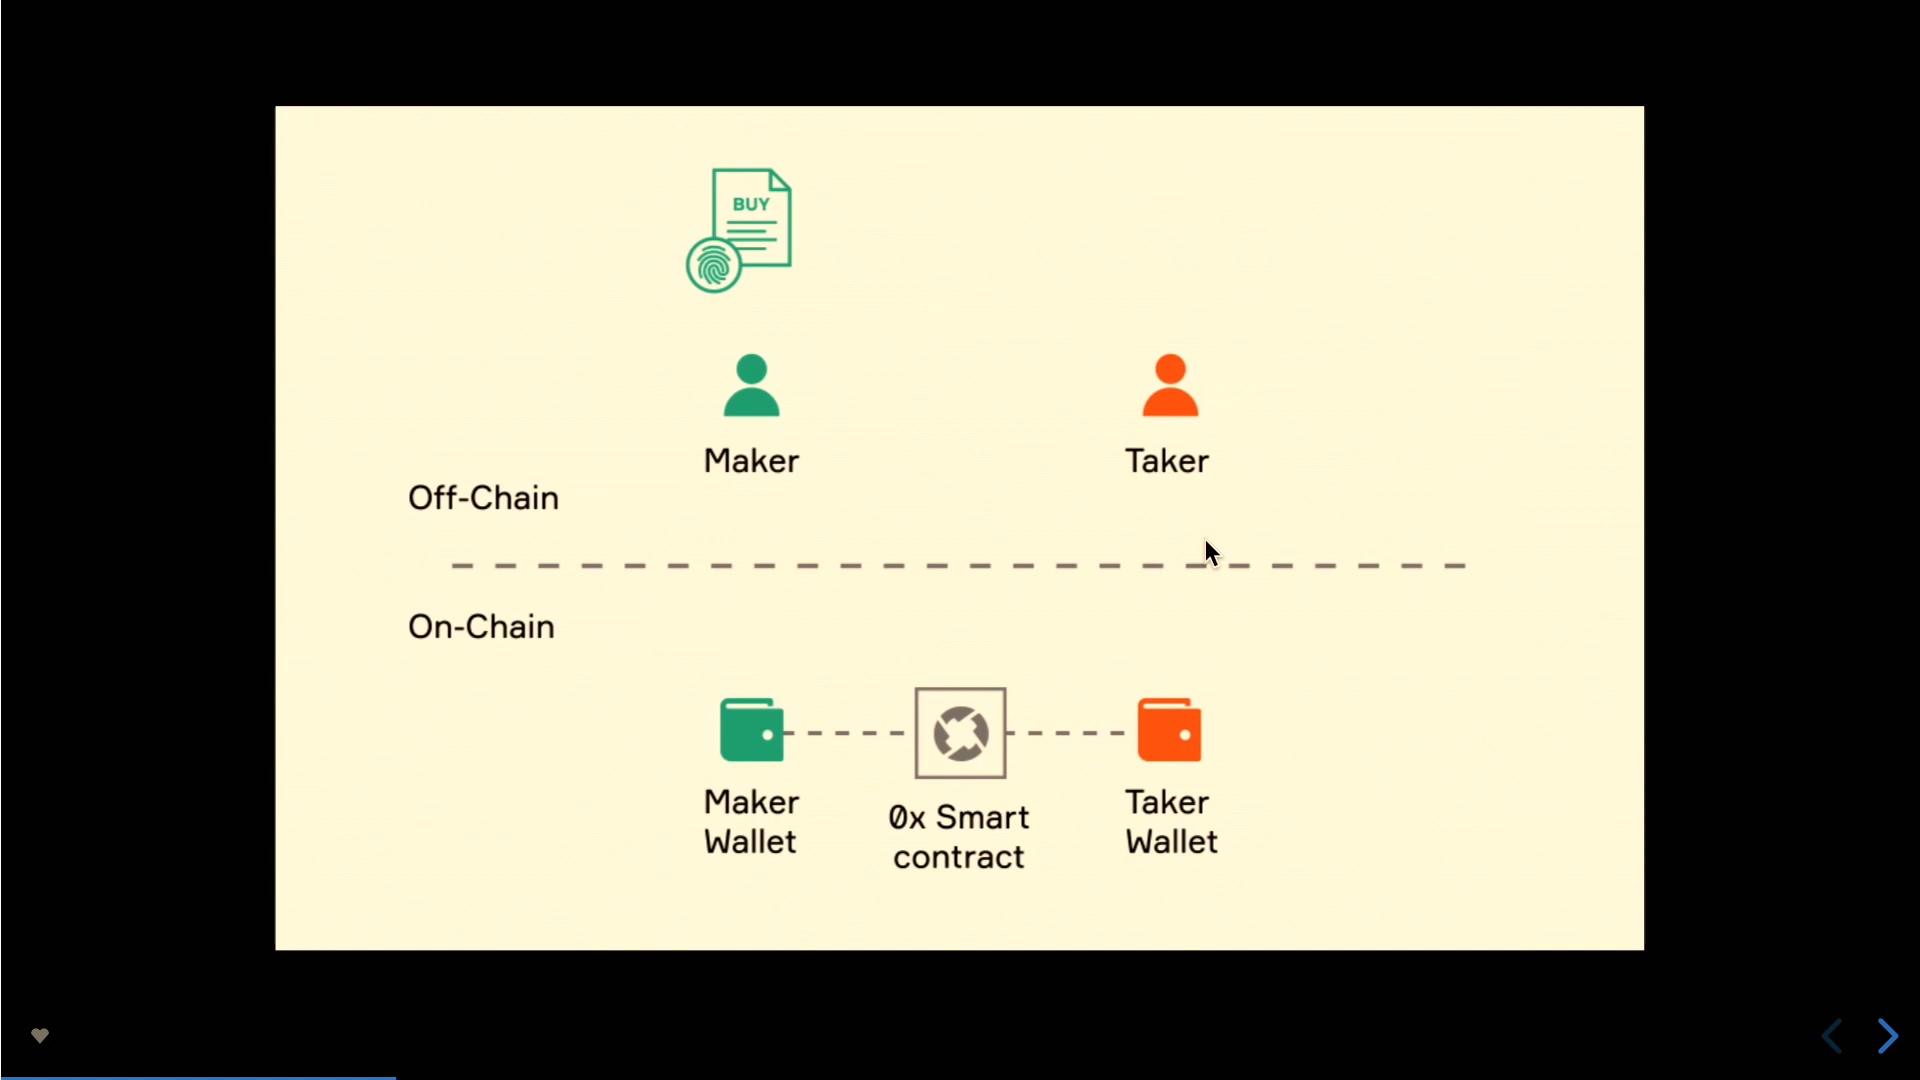 BUY
Maker
Taker
Off-Chain
On-Chain
Maker
Wallet
0x Smart
contract
Taker
Wallet